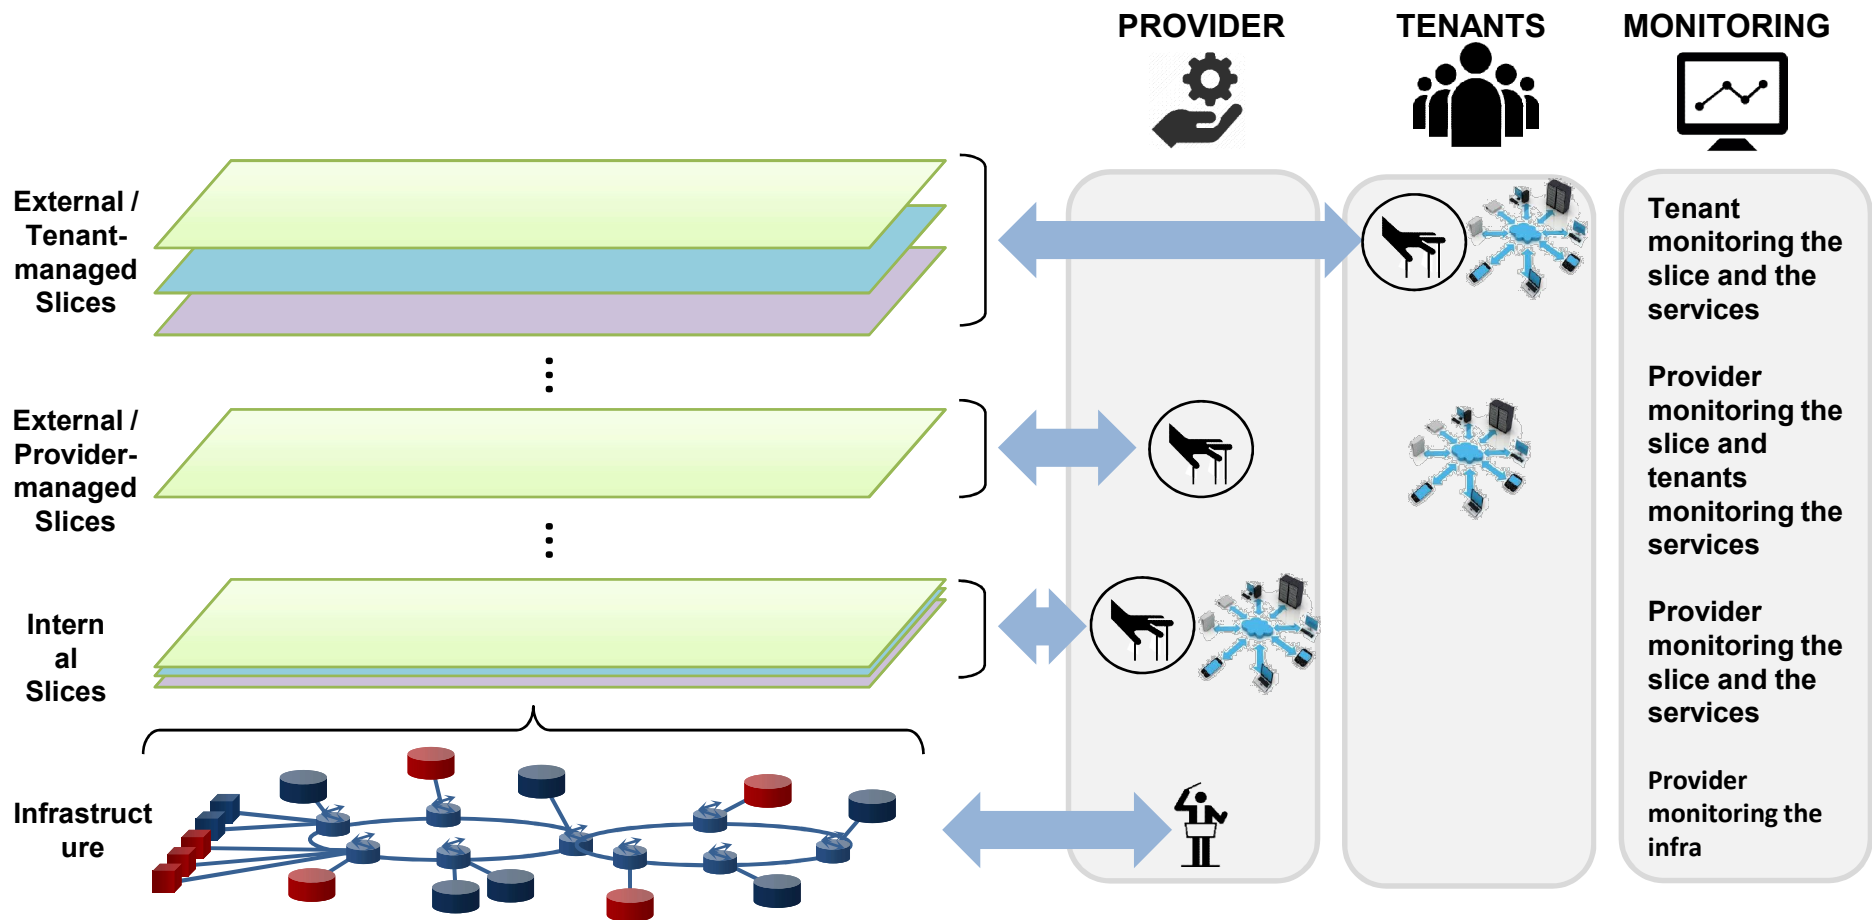 PROVIDER
TENANTS
MONITORING
External /
Tenant-
managed
Slices
Tenant
monitoring the
slice and the
services
External /
Provider-
managed
Slices
Provider
monitoring the
slice and
tenants
monitoring the
services
Intern
al
Slices
Provider
monitoring the
slice and the
services
Infrastruct
ure
Provider
monitoring the
infra